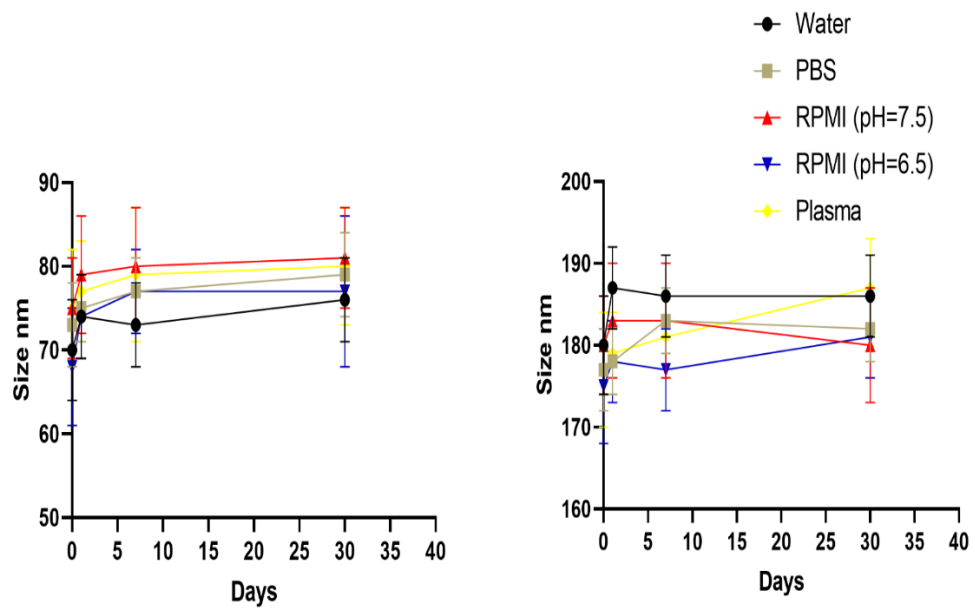 Water
PBS
RPMI (pH=7.5)
RPMI (pH=6.5)
Plasma
Size nm
90
80
70
60
50
0 5 10 15 20 25 30 35 40
Days
Size nm
200
190
180
170
160
0 5 10 15 20 25 30 35 40
Days